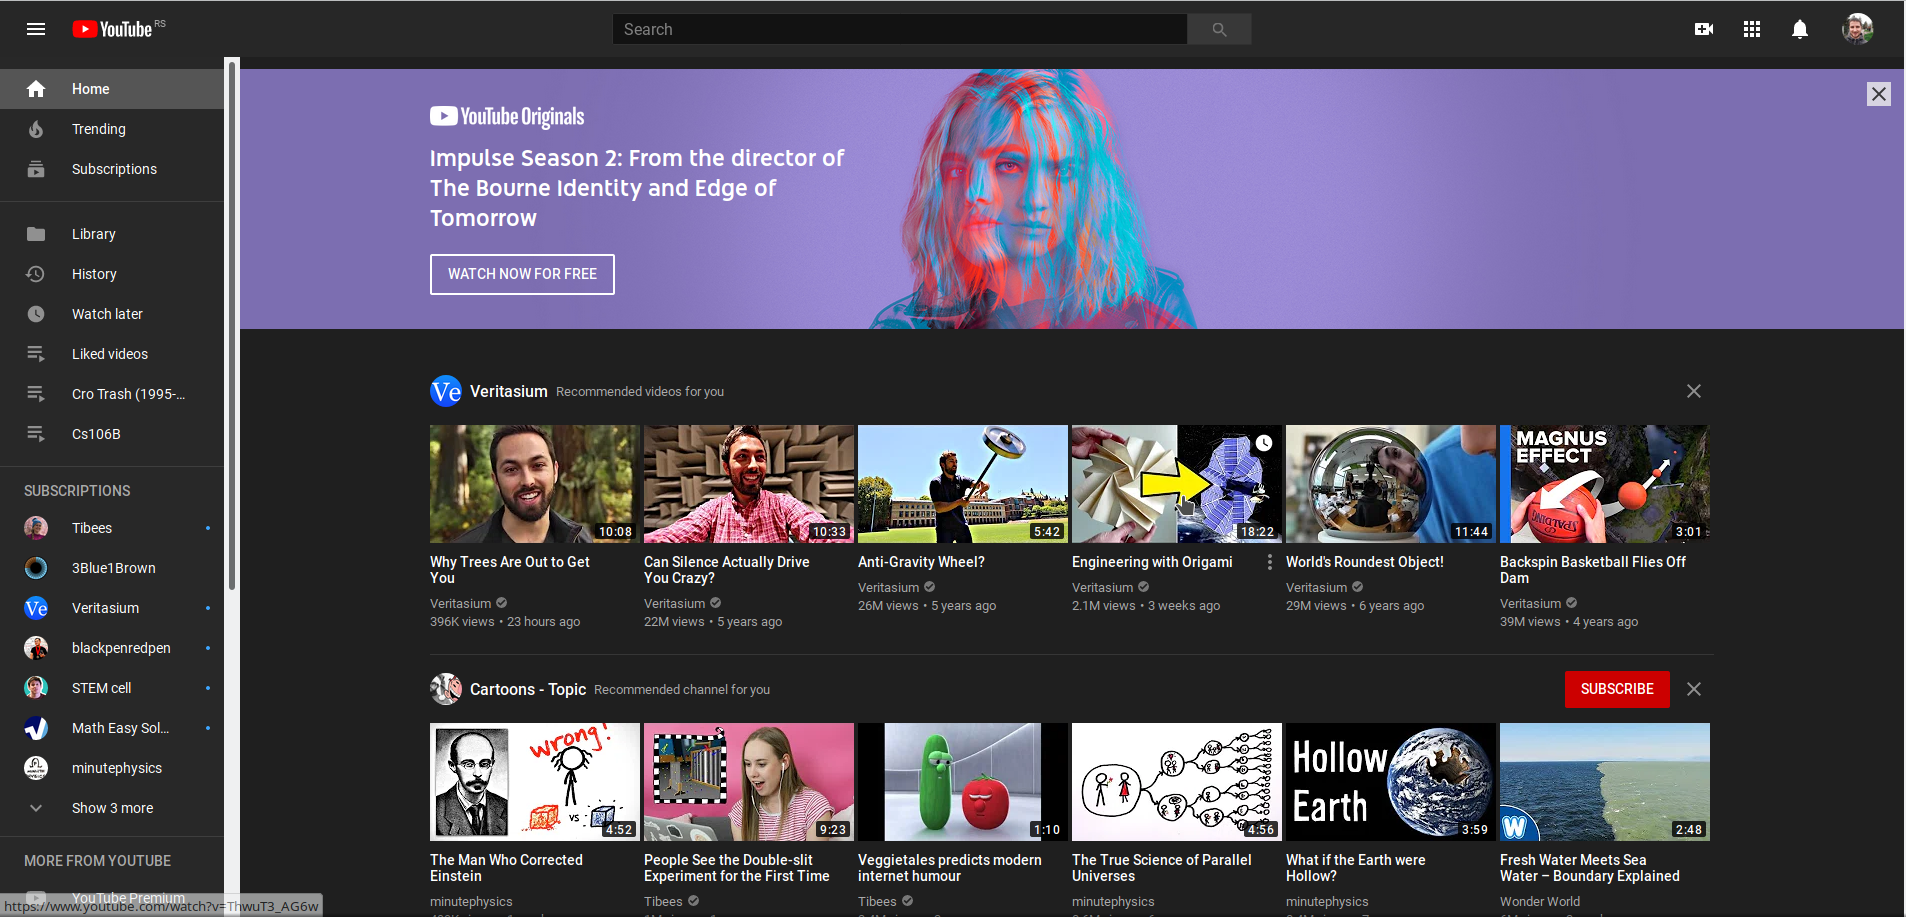 YouTube RS
Search
Home
Trending
Subscriptions
Library
History
Watch later
Liked videos
Cro Trash (1995-...
Cs106B
SUBSCRIPTIONS
Tibees
3Blue1Brown
Ve Veritasium
blackpenredpen
STEM cell
Math Easy Sol...
minutephysics
Show 3 more
MORE FROM YOUTUBE
YouTube Premium
https://www.youtube.com/watch?v=ThwuT3_AG6w
YouTube Originals
Impulse Season 2: From the director of
The Bourne Identity and Edge of
Tomorrow
WATCH NOW FOR FREE
Ve Veritasium Recommended videos for you
10:08
Why Trees Are Out to Get
You
Veritasium
396K views • 23 hours ago
10:33
Can Silence Actually Drive
You Crazy?
Veritasium
22M views • 5 years ago
5:42
Anti-Gravity Wheel?
Veritasium
26M views • 5 years ago
18:22
Engineering with Origami
Veritasium
2.1M views • 3 weeks ago
11:44
World's Roundest Object!
Veritasium
29M views • 6 years ago
MAGNUS
EFFECT
SPALDING
3:01
Backspin Basketball Flies Off
Dam
Veritasium
39M views • 4 years ago
Cartoons - Topic Recommended channel for you
SUBSCRIBE
wrong!
VS
4:52
The Man Who Corrected
Einstein
minutephysics
9:23
People See the Double-slit
Experiment for the First Time
Tibees
1:10
Veggietales predicts modern
internet humour
Tibees
4:56
The True Science of Parallel
Universes
minutephysics
Hollow
Earth
3:59
What if the Earth were
Hollow?
minutephysics
W
2:48
Fresh Water Meets Sea
Water – Boundary Explained
Wonder World